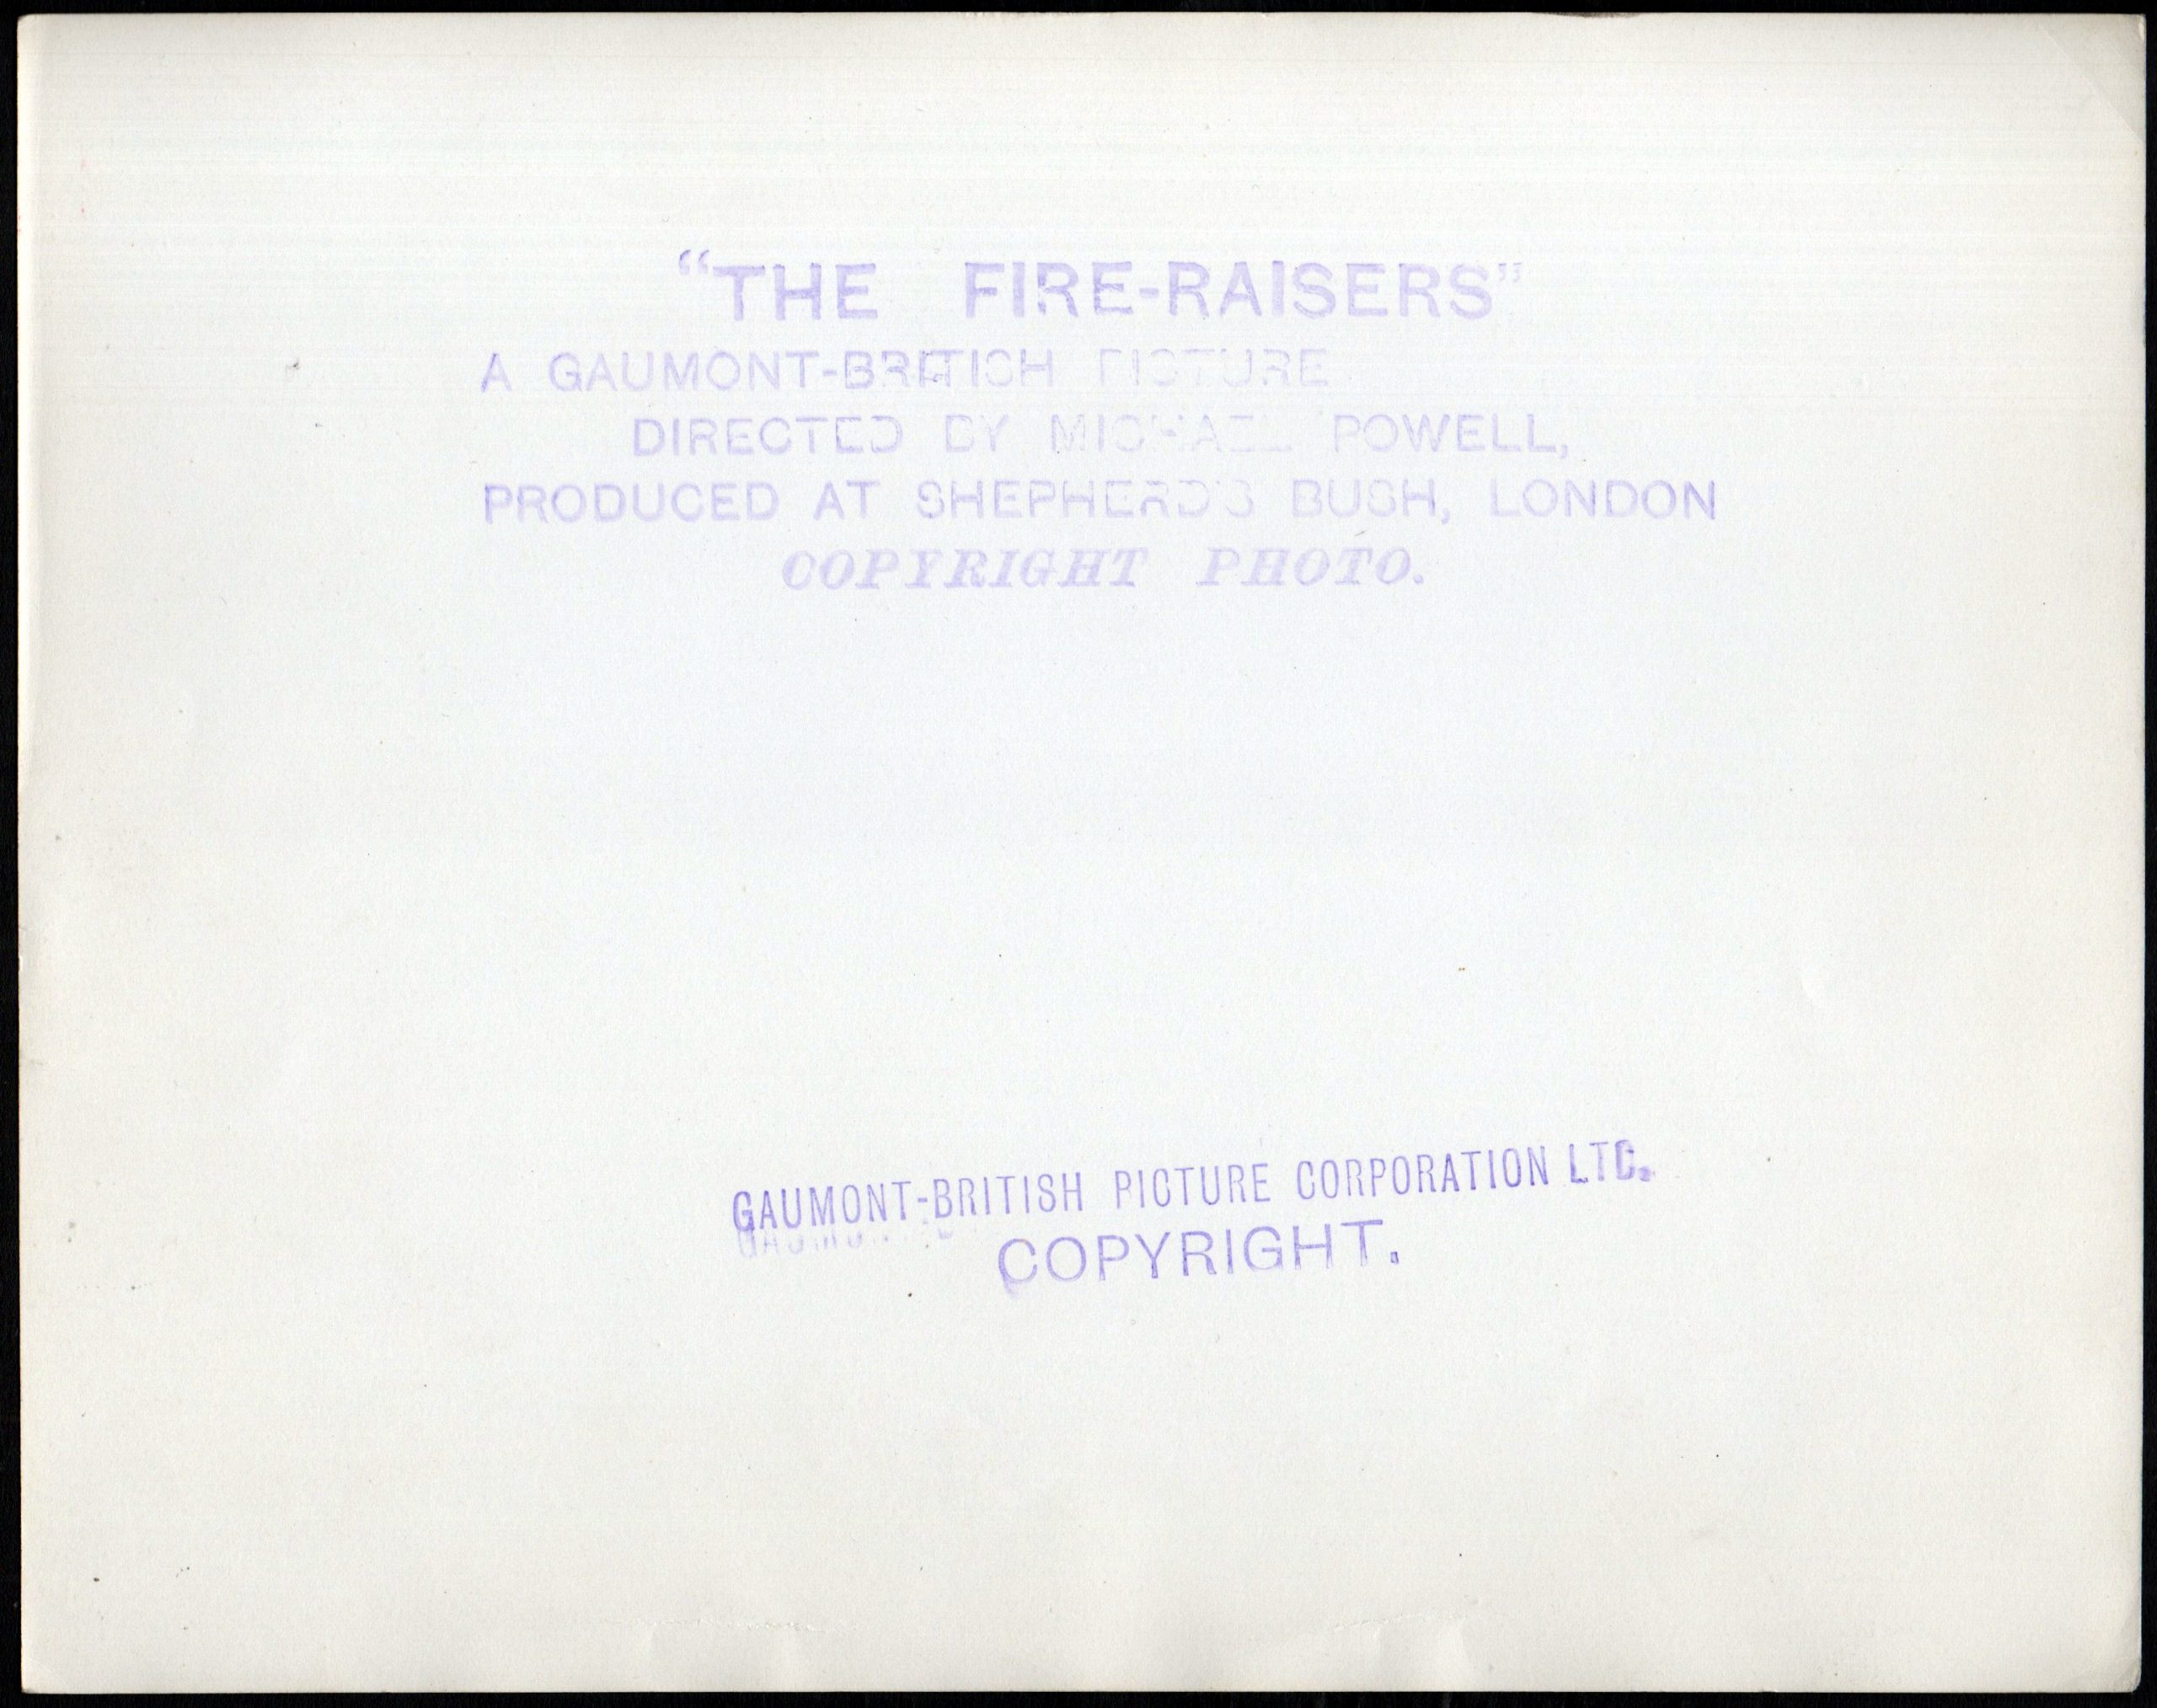 “THE FIRE-RAISERS”
A GAUMONT-BRITISH PICTURE
DIRECTED BY MICHAEL POWELL,
PRODUCED AT SHEPHERD'S BUSH, LONDON
COPYRIGHT PHOTO.
GAUMONT-BRITISH PICTURE CORPORATION LTD.
COPYRIGHT.